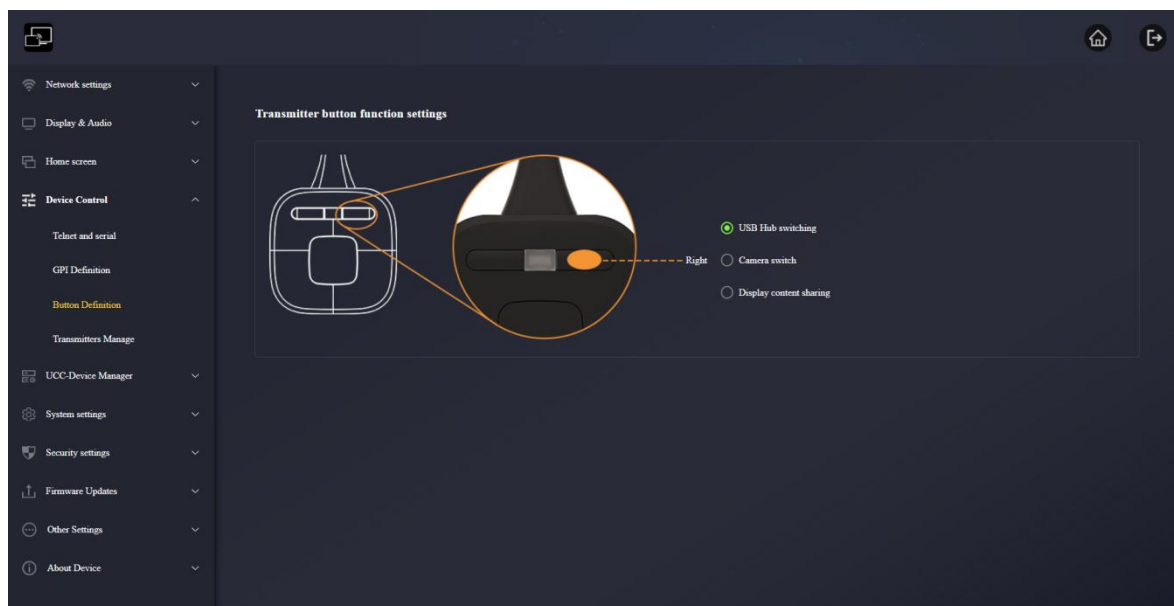 Network settings
Display & Audio
Home screen
Device Control
Telnet and serial
GPI Definition
Button Definition
Transmitters Manage
UCC-Device Manager
System settings
Security settings
Firmware Updates
Other Settings
About Device
Transmitter button function settings
Right
USB Hub switching
Camera switch
Display content sharing